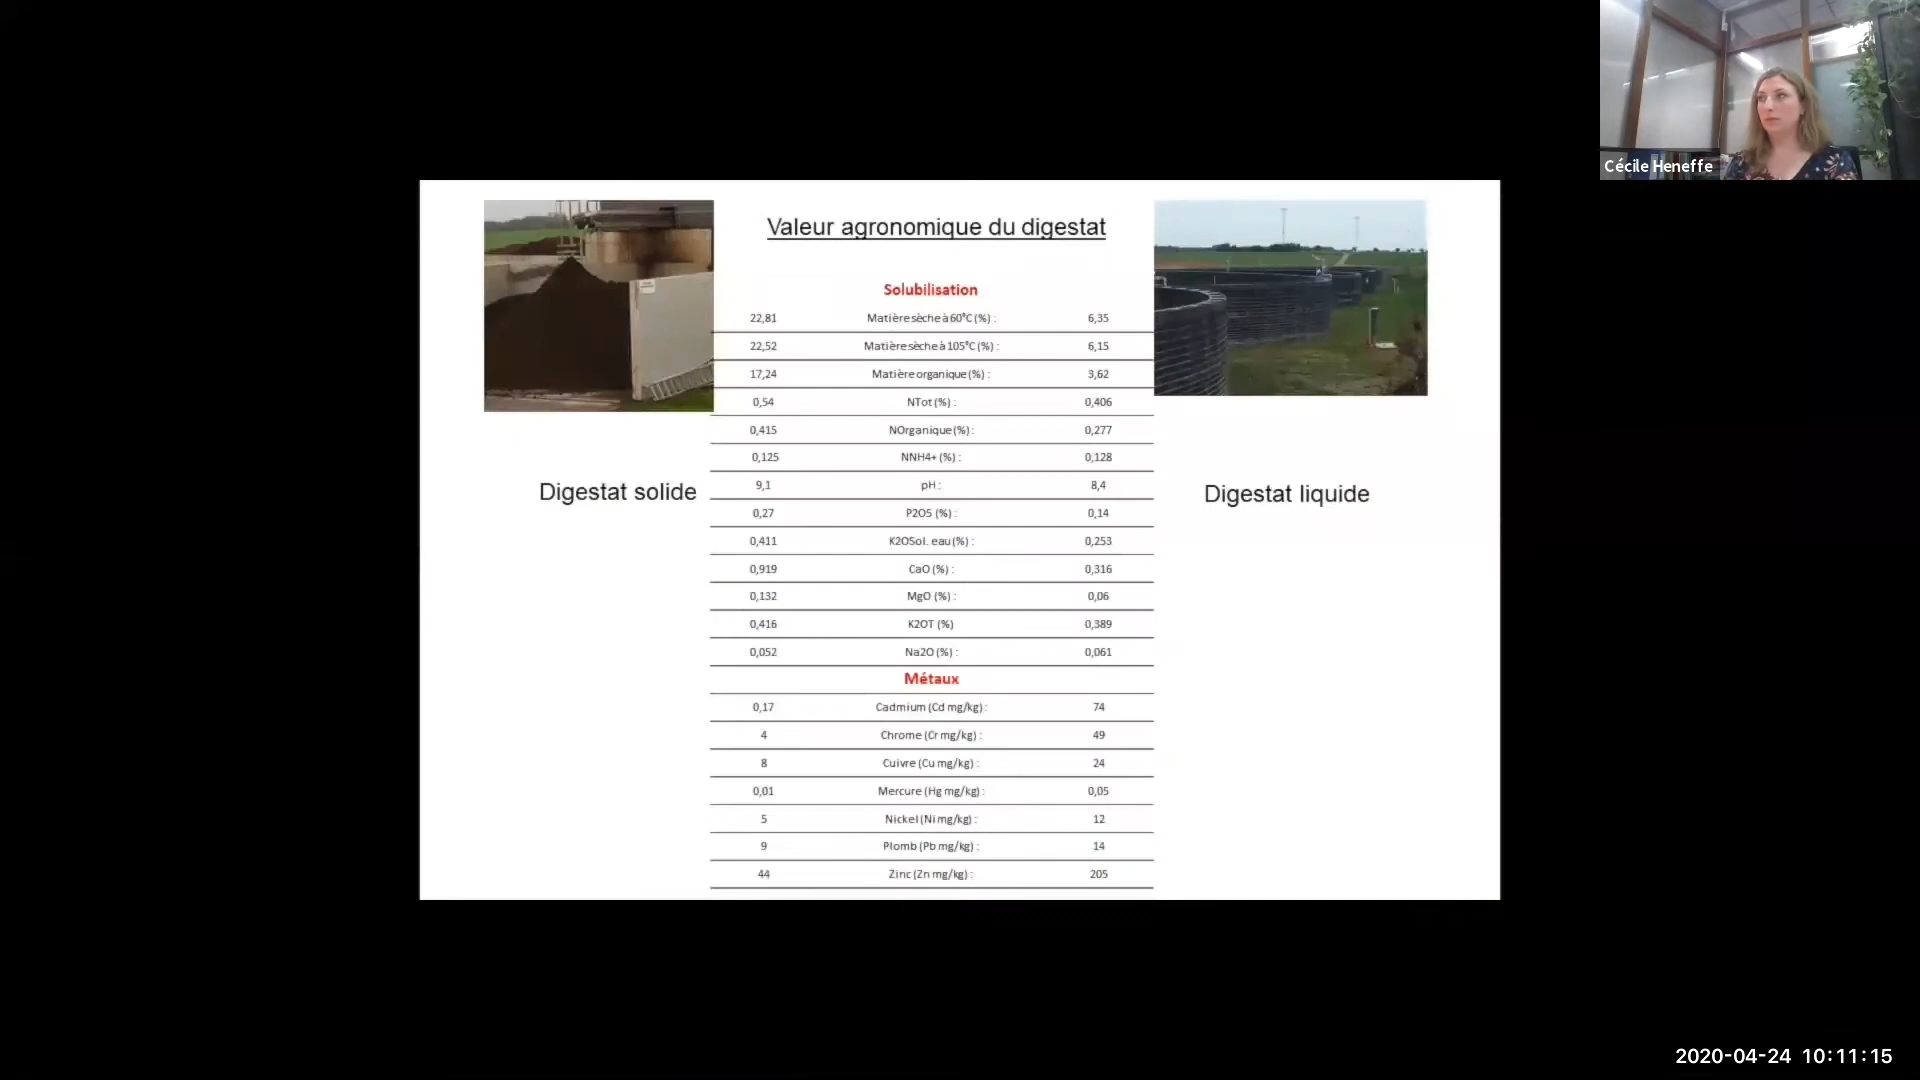 Cécile Heneffe
Valeur agronomique du digestat
Solubilisation
22,81 Matière sèche à 60°C (%) : 6,35
22,52 Matière sèche à 105°C (%) : 6,15
17,24 Matière organique (%) : 3,62
0,54 NTot (%) : 0,406
0,415 NOrganique (%) : 0,277
0,125 NNH4+ (%) : 0,128
9,1 pH : 8,4
Digestat solide
Digestat liquide
0,27 P2O5 (%) : 0,14
0,411 K2OSol. eau (%) : 0,253
0,919 CaO (%) : 0,316
0,132 MgO (%) : 0,06
0,416 K2OT (%) 0,389
0,052 Na2O (%) : 0,061
Métaux
0,17 Cadmium (Cd mg/kg) : 74
4 Chrome (Cr mg/kg) : 49
8 Cuivre (Cu mg/kg) : 24
0,01 Mercure (Hg mg/kg) : 0,05
5 Nickel (Ni mg/kg) : 12
9 Plomb (Pb mg/kg) : 14
44 Zinc (Zn mg/kg) : 205
2020-04-24 10:11:15